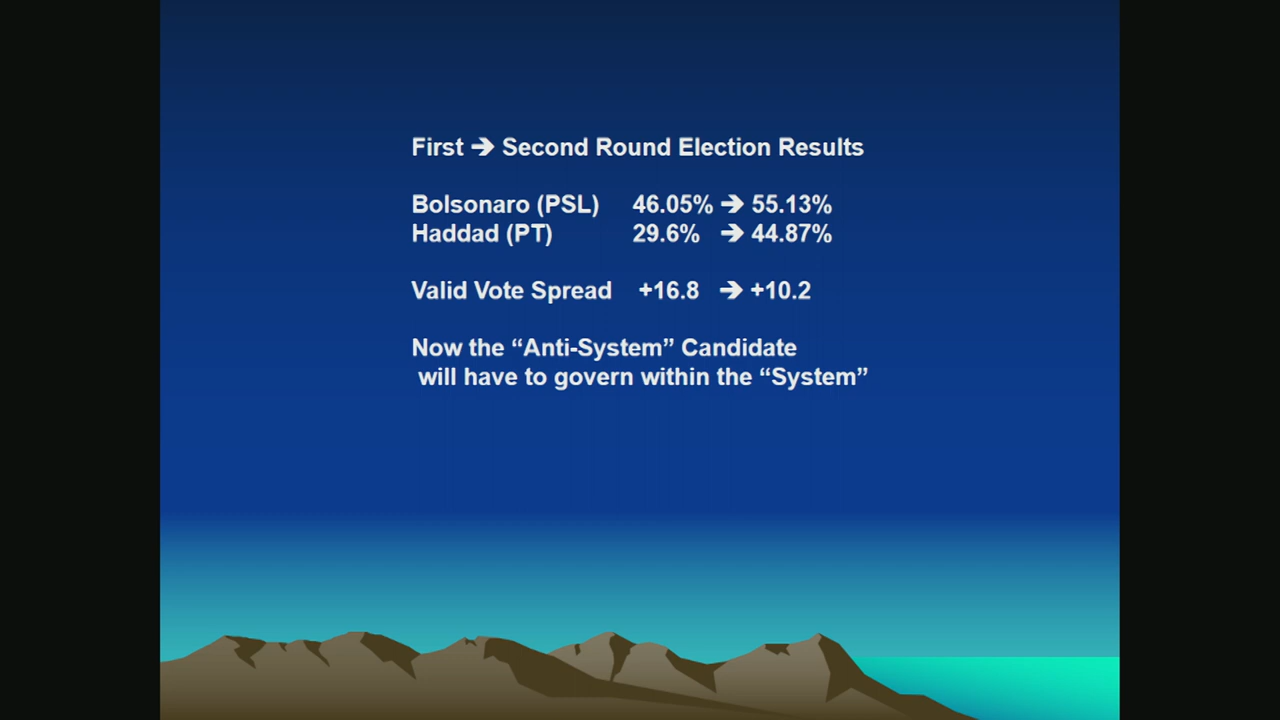 First ➔ Second Round Election Results
Bolsonaro (PSL) 46.05% ➔ 55.13%
Haddad (PT) 29.6% ➔ 44.87%
Valid Vote Spread +16.8 ➔ +10.2
Now the “Anti-System” Candidate
will have to govern within the “System”